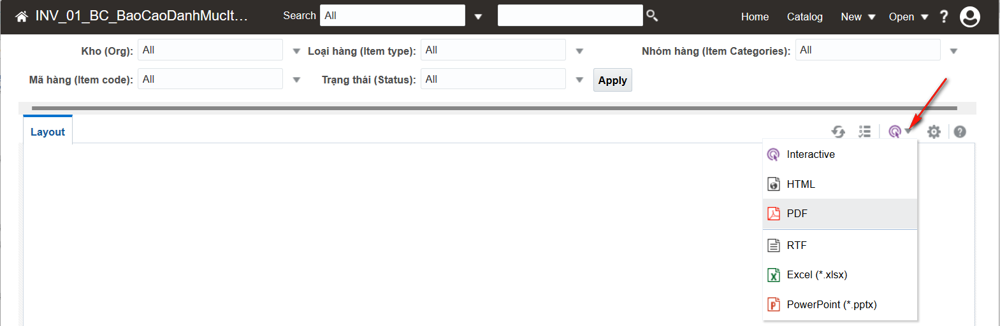 INV_01_BC_BaoCaoDanhMucIt... Search All Home Catalog New Open ?
Kho (Org): All Loại hàng (Item type): All Nhóm hàng (Item Categories): All
Mã hàng (Item code): All Trạng thái (Status): All Apply
Layout
Interactive
HTML
PDF
RTF
Excel (*.xlsx)
PowerPoint (*.pptx)